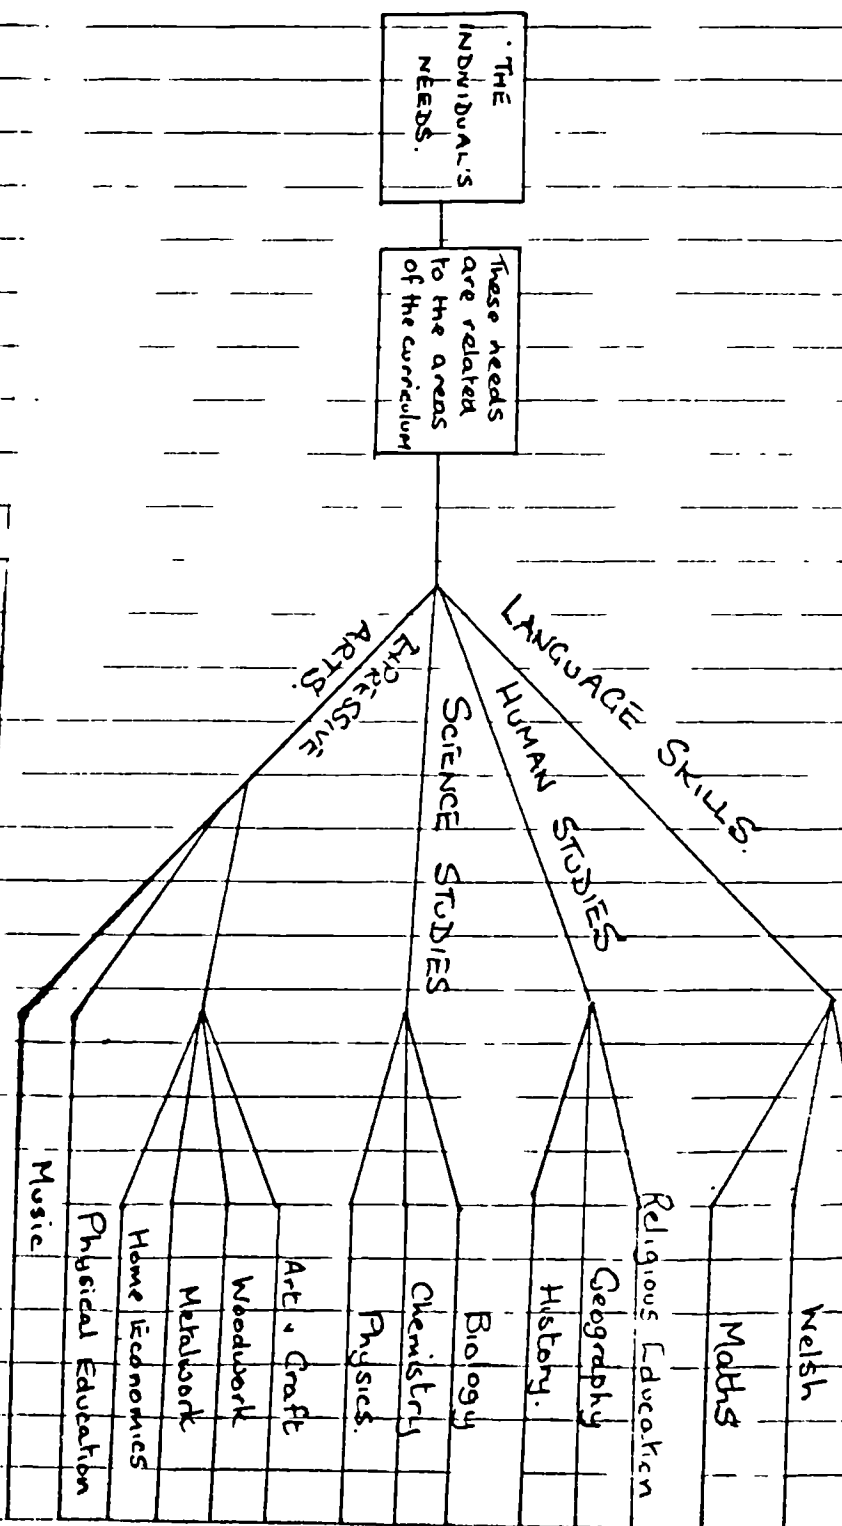 . THE
INDIVIDUAL'S
NEEDS.
These needs
are related
to the areas
of the curriculum
LANGUAGE SKILLS.
HUMAN STUDIES
SCIENCE STUDIES
EXPRESSIVE
ARTS.
Welsh
Maths
Religious Education
Geography
History.
Biology
Chemistry
Physics.
Art & Craft
Woodwork
Metalwork
Home Economics
Physical Education
Music